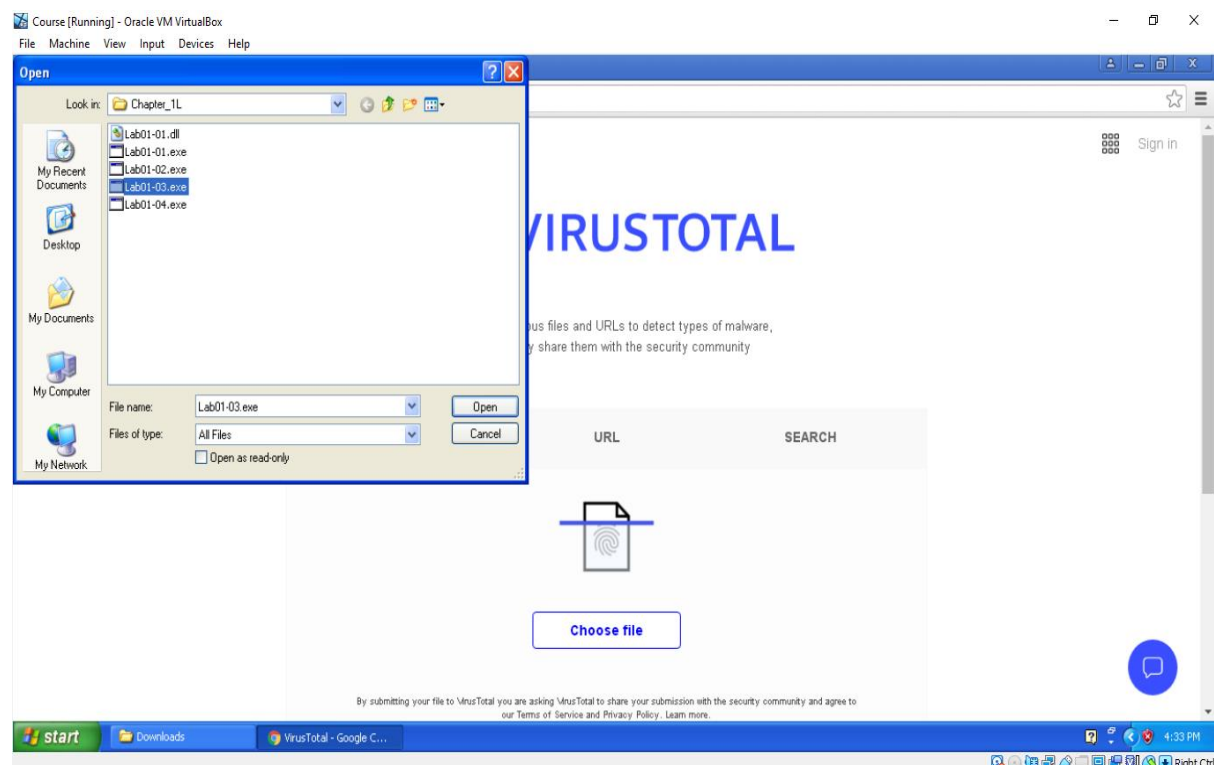 Course [Running] - Oracle VM VirtualBox
File Machine View Input Devices Help
Open
Look in: Chapter_1L
My Recent Documents
Desktop
My Documents
My Computer
My Network
Lab01-01.dll
Lab01-01.exe
Lab01-02.exe
Lab01-03.exe
Lab01-04.exe
File name: Lab01-03.exe Open
Files of type: All Files Cancel
Open as read-only
Sign in
VIRUSTOTAL
files and URLs to detect types of malware,
share them with the security community
URL SEARCH
Choose file
By submitting your file to VirusTotal you are asking VirusTotal to share your submission with the security community and agree to
our Terms of Service and Privacy Policy. Learn more.
start Downloads VirusTotal - Google C... 4:33 PM
Right Ctrl